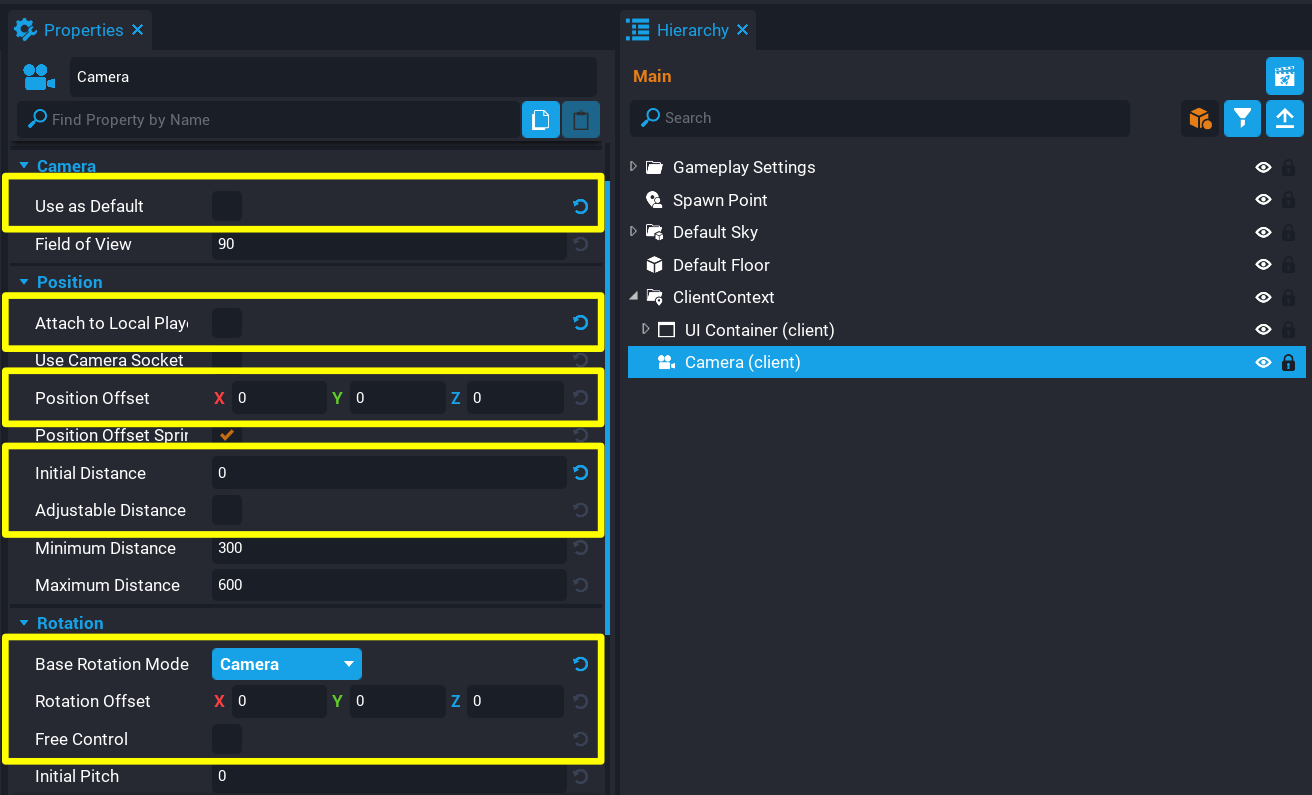 Properties
Camera
Find Property by Name
Camera
Use as Default
Field of View 90
Position
Attach to Local Playe
Use Camera Socket
Position Offset X 0 Y 0 Z 0
Position Offset Sprin
Initial Distance 0
Adjustable Distance
Minimum Distance 300
Maximum Distance 600
Rotation
Base Rotation Mode Camera
Rotation Offset X 0 Y 0 Z 0
Free Control
Initial Pitch 0
Hierarchy
Main
Search
Gameplay Settings
Spawn Point
Default Sky
Default Floor
ClientContext
UI Container (client)
Camera (client)